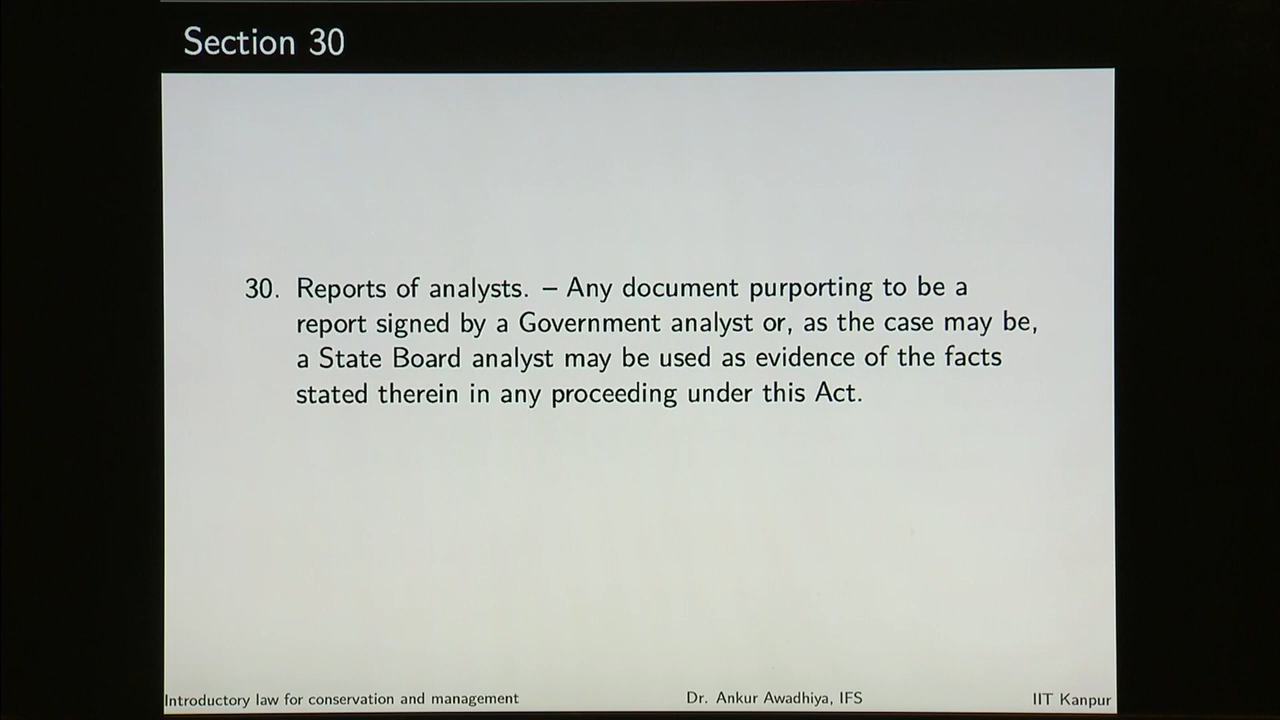 Section 30
30. Reports of analysts. – Any document purporting to be a
report signed by a Government analyst or, as the case may be,
a State Board analyst may be used as evidence of the facts
stated therein in any proceeding under this Act.
Introductory law for conservation and management Dr. Ankur Awadhiya, IFS IIT Kanpur